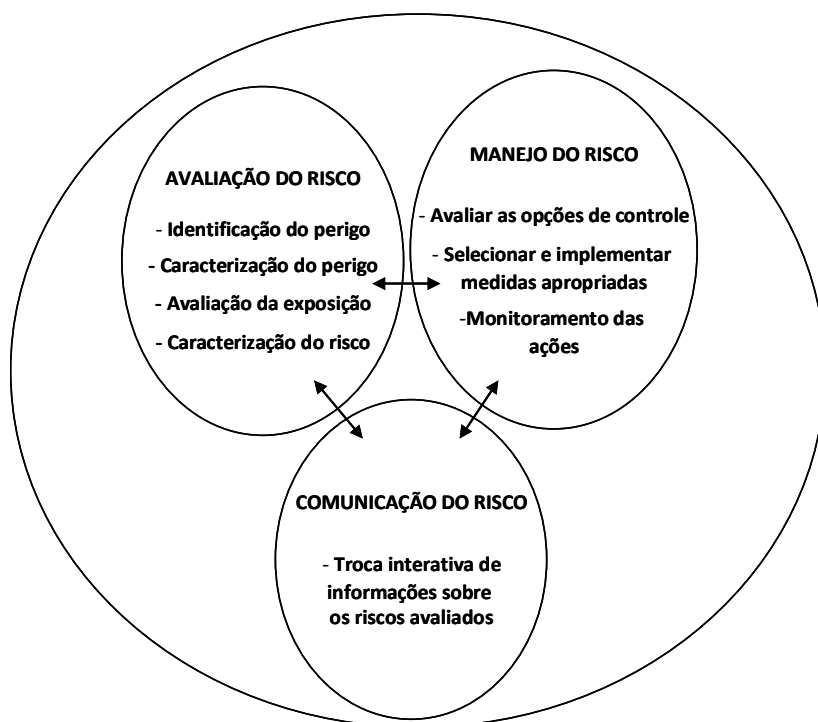 AVALIAÇÃO DO RISCO
- Identificação do perigo
- Caracterização do perigo
- Avaliação da exposição
- Caracterização do risco
MANEJO DO RISCO
- Avaliar as opções de controle
- Selecionar e implementar
medidas apropriadas
-Monitoramento das
ações
COMUNICAÇÃO DO RISCO
- Troca interativa de
informações sobre
os riscos avaliados